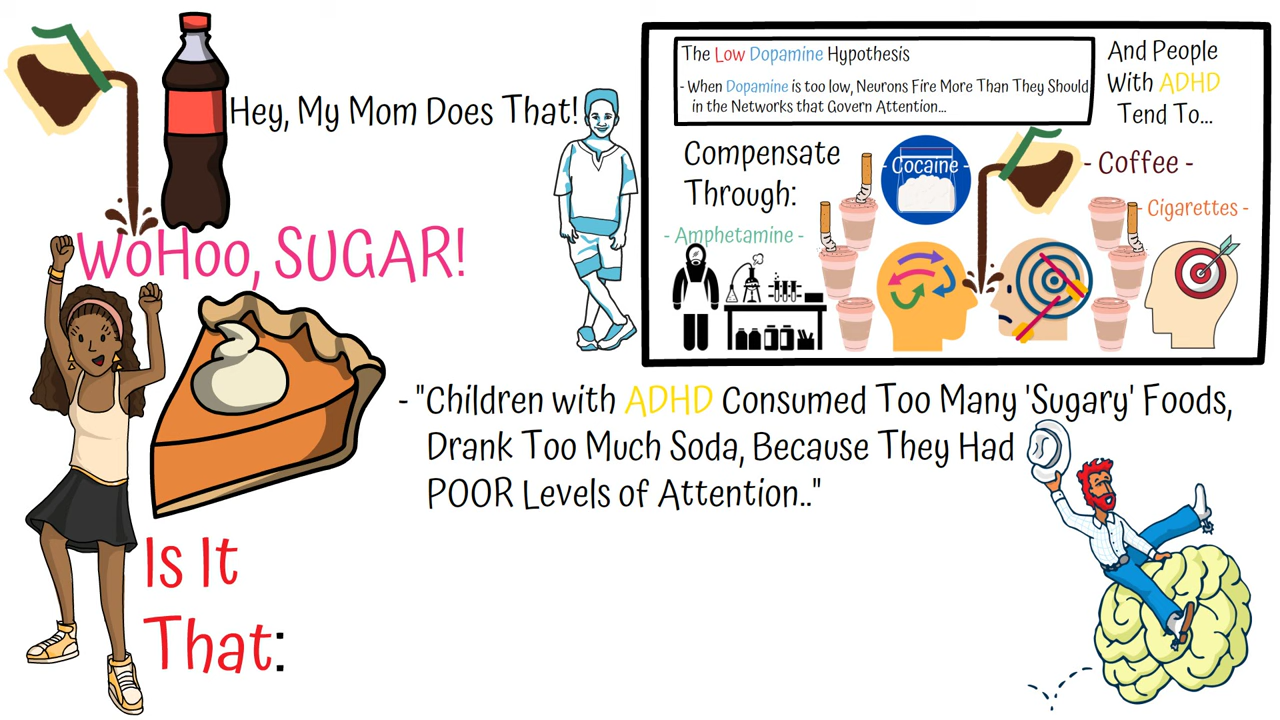 Hey, My Mom Does That!
WoHoo, SUGAR!
The Low Dopamine Hypothesis
- When Dopamine is too low, Neurons Fire More Than They Should
in the Networks that Govern Attention...
And People
With ADHD
Tend To...
Compensate
Through:
- Cocaine -
- Coffee -
- Cigarettes -
- Amphetamine -
- "Children with ADHD Consumed Too Many 'Sugary' Foods,
Drank Too Much Soda, Because They Had
POOR Levels of Attention.."
Is It
That: